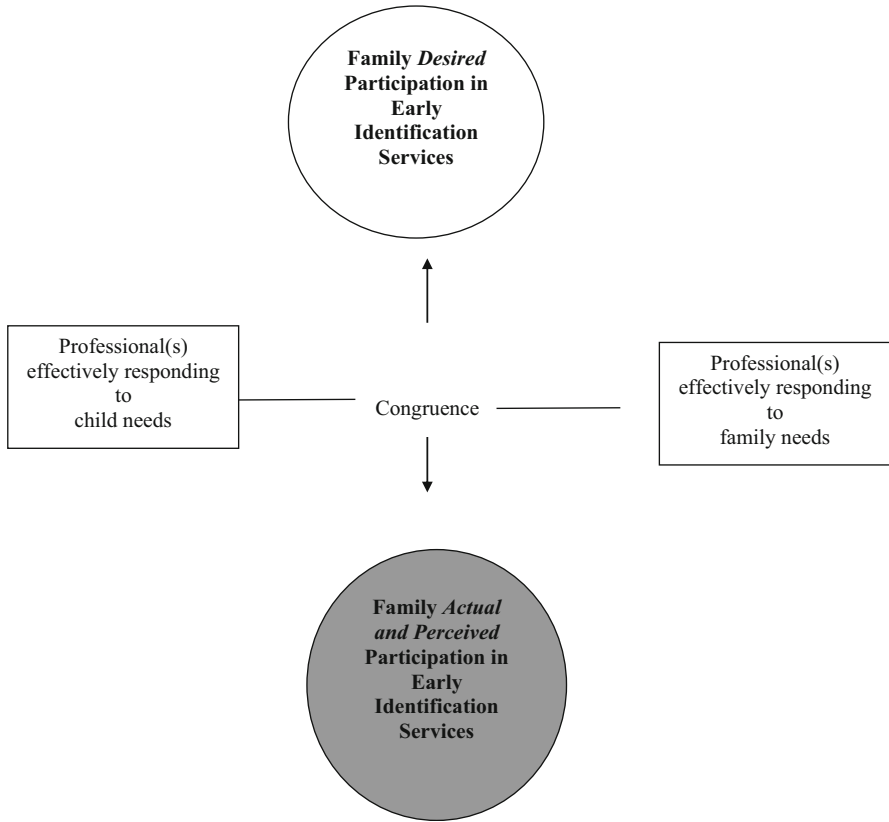 Family Desired
Participation in
Early
Identification
Services
Professional(s)
effectively responding
to
child needs
Congruence
Professional(s)
effectively responding
to
family needs
Family Actual
and Perceived
Participation in
Early
Identification
Services